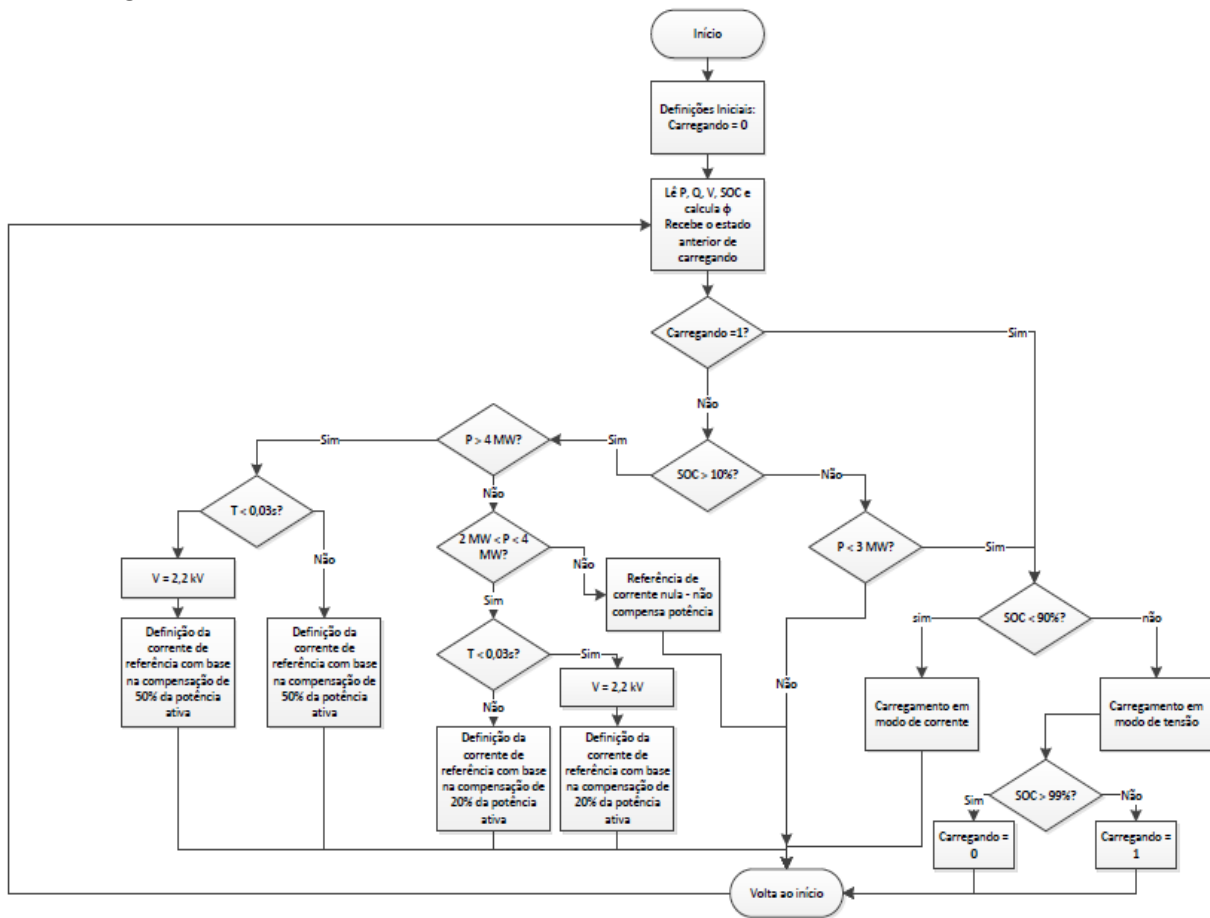 Início
Definições Iniciais:
Carregando = 0
Lê P, Q, V, SOC e
calcula ϕ
Recebe o estado
anterior de
carregando
Carregando =1?
Sim
Não
P > 4 MW?
Sim
Sim
SOC > 10%?
Não
Não
T < 0,03s?
2 MW < P < 4
MW?
P < 3 MW?
Sim
Não
Não
V = 2,2 kV
Referência de
corrente nula - não
compensa potência
Sim
SOC < 90%?
sim
não
Definição da
corrente de
referência com base
na compensação de
50% da potência
ativa
Definição da
corrente de
referência com base
na compensação de
50% da potência
ativa
T < 0,03s?
Sim
V = 2,2 kV
Não
Não
Carregamento em
modo de corrente
Carregamento em
modo de tensão
Definição da
corrente de
referência com base
na compensação de
20% da potência
ativa
Definição da
corrente de
referência com base
na compensação de
20% da potência
ativa
SOC > 99%?
Sim
Não
Carregando =
0
Carregando =
1
Volta ao início